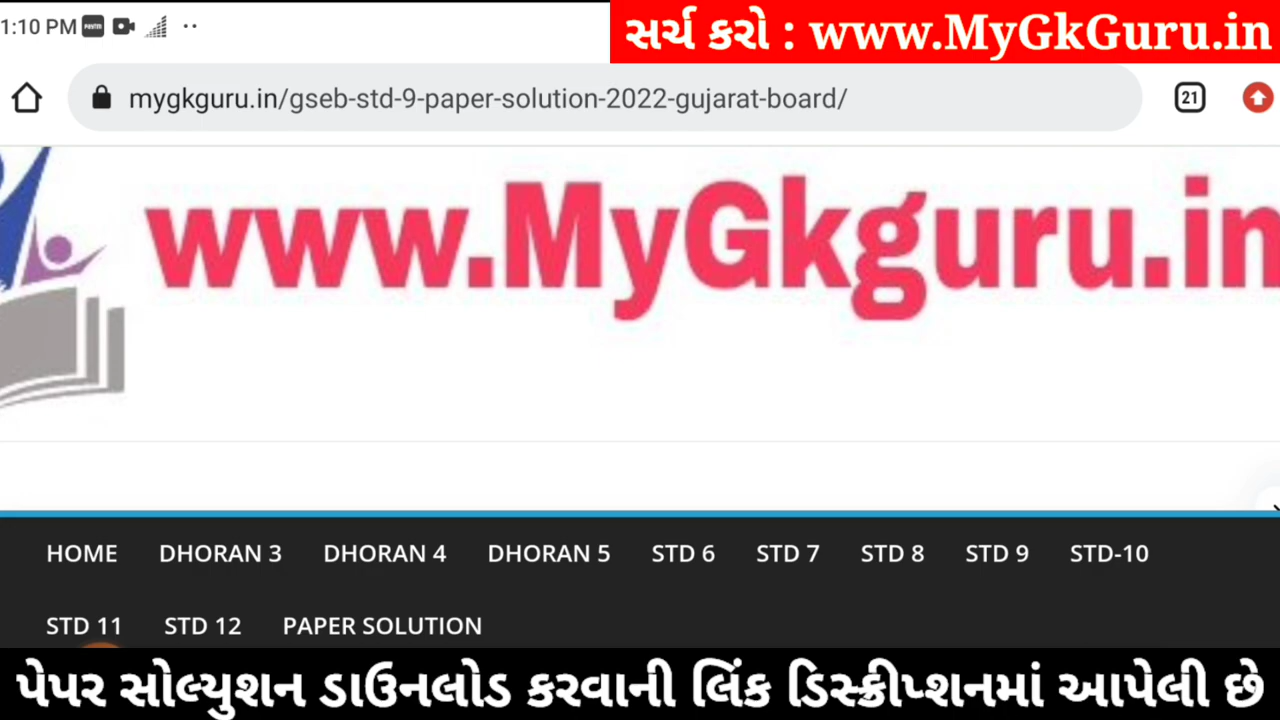 1:10 PM
સર્ચ કરો : www.MyGkGuru.in
mygkguru.in/gseb-std-9-paper-solution-2022-gujarat-board/
21
www.MyGkguru.in
HOME DHORAN 3 DHORAN 4 DHORAN 5 STD 6 STD 7 STD 8 STD 9 STD-10
STD 11 STD 12 PAPER SOLUTION
પેપર સોલ્યુશન ડાઉનલોડ કરવાની લિંક ડિસ્ક્રીપ્શનમાં આપેલી છે